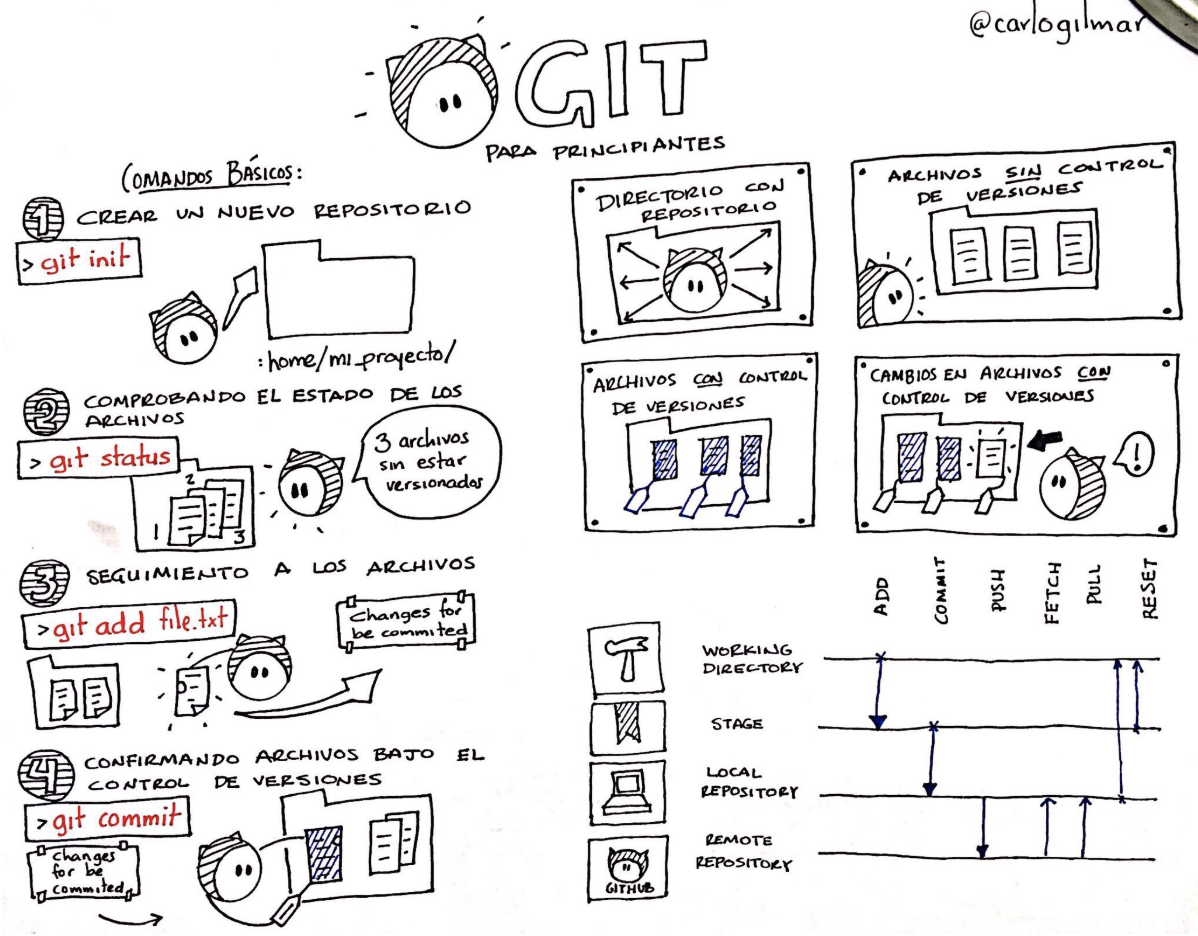 @carlogilmar
GIT
PARA PRINCIPIANTES
COMANDOS BÁSICOS:
1 CREAR UN NUEVO REPOSITORIO
> git init
:home/mi_proyecto/
2 COMPROBANDO EL ESTADO DE LOS
ARCHIVOS
> git status
3 archivos
sin estar
versionados
1 2 3
3 SEGUIMIENTO A LOS ARCHIVOS
> git add file.txt
Changes for
be commited
4 CONFIRMANDO ARCHIVOS BAJO EL
CONTROL DE VERSIONES
> git commit
changes
for be
commited
DIRECTORIO CON
REPOSITORIO
ARCHIVOS SIN CONTROL
DE VERSIONES
ARCHIVOS CON CONTROL
DE VERSIONES
CAMBIOS EN ARCHIVOS CON
CONTROL DE VERSIONES
!
ADD
COMMIT
PUSH
FETCH
PULL
RESET
WORKING
DIRECTORY
STAGE
LOCAL
REPOSITORY
REMOTE
REPOSITORY
GITHUB